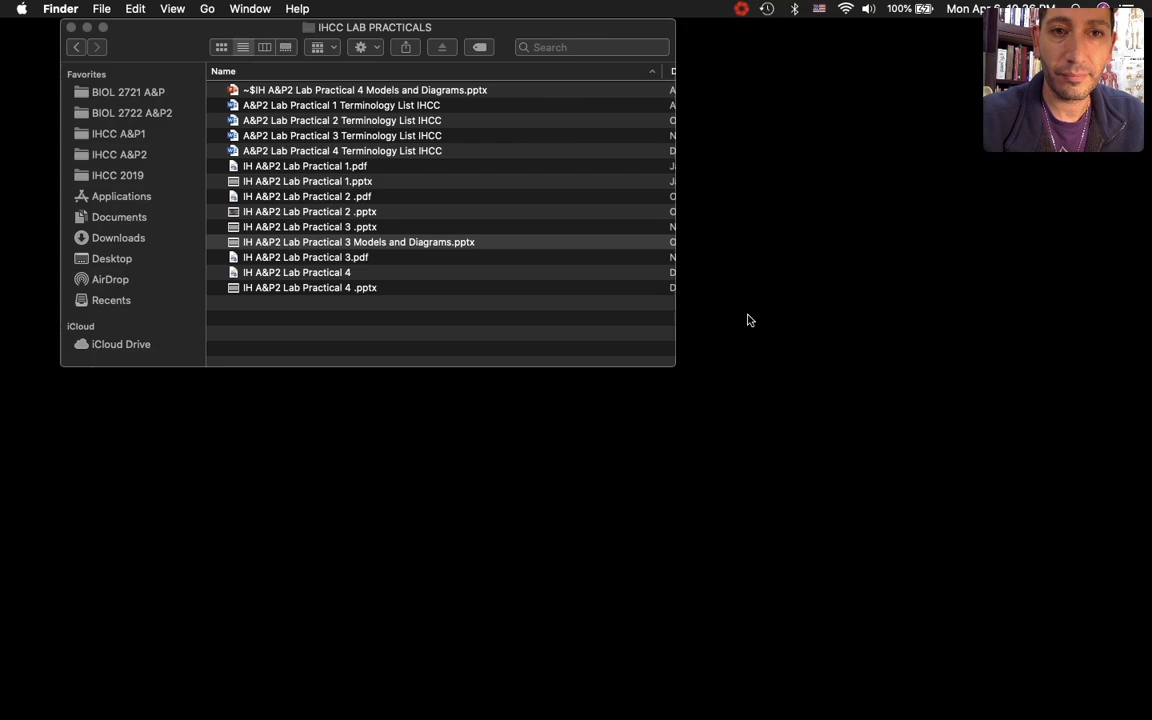 Finder File Edit View Go Window Help 100% Mon Apr 6 10:26 PM
IHCC LAB PRACTICALS
Search
Favorites
BIOL 2721 A&P
BIOL 2722 A&P2
IHCC A&P1
IHCC A&P2
IHCC 2019
Applications
Documents
Downloads
Desktop
AirDrop
Recents
iCloud
iCloud Drive
Name D
~$IH A&P2 Lab Practical 4 Models and Diagrams.pptx A
A&P2 Lab Practical 1 Terminology List IHCC A
A&P2 Lab Practical 2 Terminology List IHCC O
A&P2 Lab Practical 3 Terminology List IHCC N
A&P2 Lab Practical 4 Terminology List IHCC D
IH A&P2 Lab Practical 1.pdf J
IH A&P2 Lab Practical 1.pptx J
IH A&P2 Lab Practical 2 .pdf O
IH A&P2 Lab Practical 2 .pptx O
IH A&P2 Lab Practical 3 .pptx N
IH A&P2 Lab Practical 3 Models and Diagrams.pptx O
IH A&P2 Lab Practical 3.pdf N
IH A&P2 Lab Practical 4 D
IH A&P2 Lab Practical 4 .pptx D